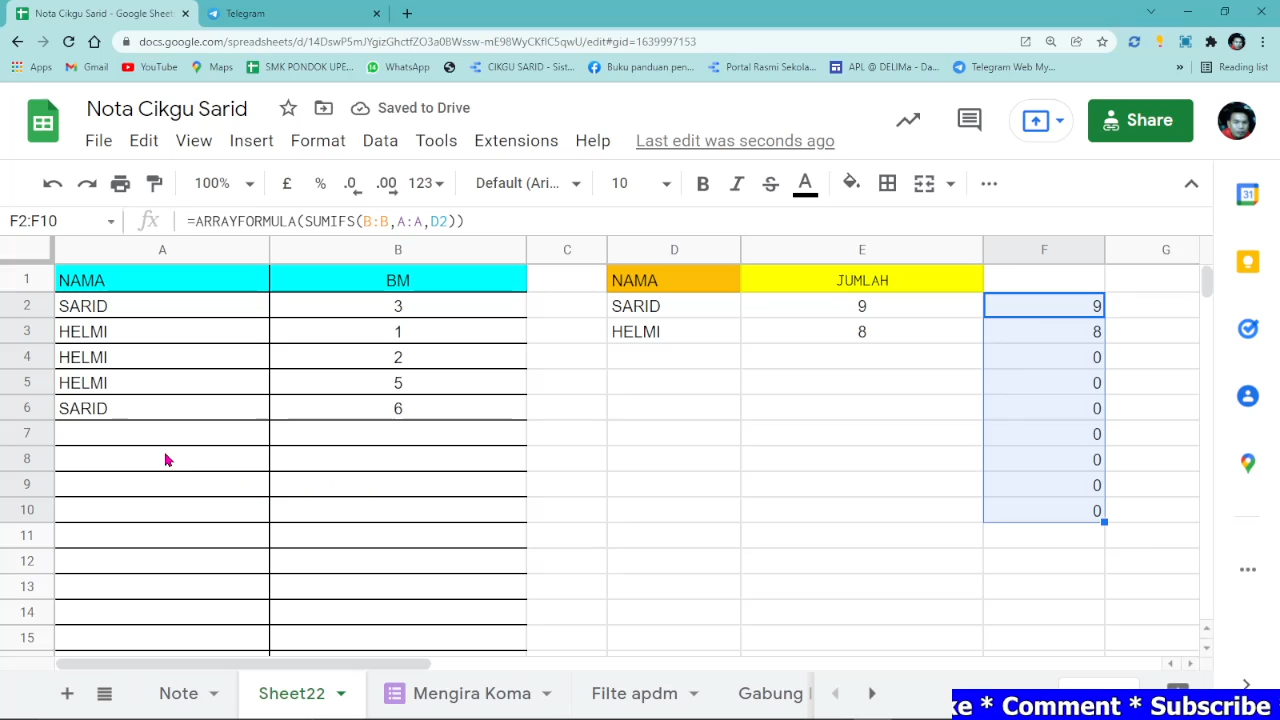 Nota Cikgu Sarid - Google Sheets
Telegram
docs.google.com/spreadsheets/d/14DswP5mJYgizGhctfZO3a0BWssw-mE98WyCKfIC5qwU/edit#gid=1639997153
Apps
Gmail
YouTube
Maps
SMK PONDOK UPE...
WhatsApp
CIKGU SARID - Sist...
Buku panduan pen...
Portal Rasmi Sekola...
APL @ DELIMa - Da...
Telegram Web My...
»
Reading list
Nota Cikgu Sarid
Saved to Drive
File Edit View Insert Format Data Tools Extensions Help Last edit was seconds ago
Share
100% £ % .0 .00 123 Default (Ari... 10 B I S A
F2:F10 fx =ARRAYFORMULA(SUMIFS(B:B,A:A,D2))
A B C D E F G
1 NAMA BM NAMA JUMLAH
2 SARID 3 SARID 9 9
3 HELMI 1 HELMI 8 8
4 HELMI 2 0
5 HELMI 5 0
6 SARID 6 0
7 0
8 0
9 0
10 0
11
12
13
14
15
31
Note Sheet22 Mengira Koma Filte apdm Gabungi
ke * Comment * Subscribe